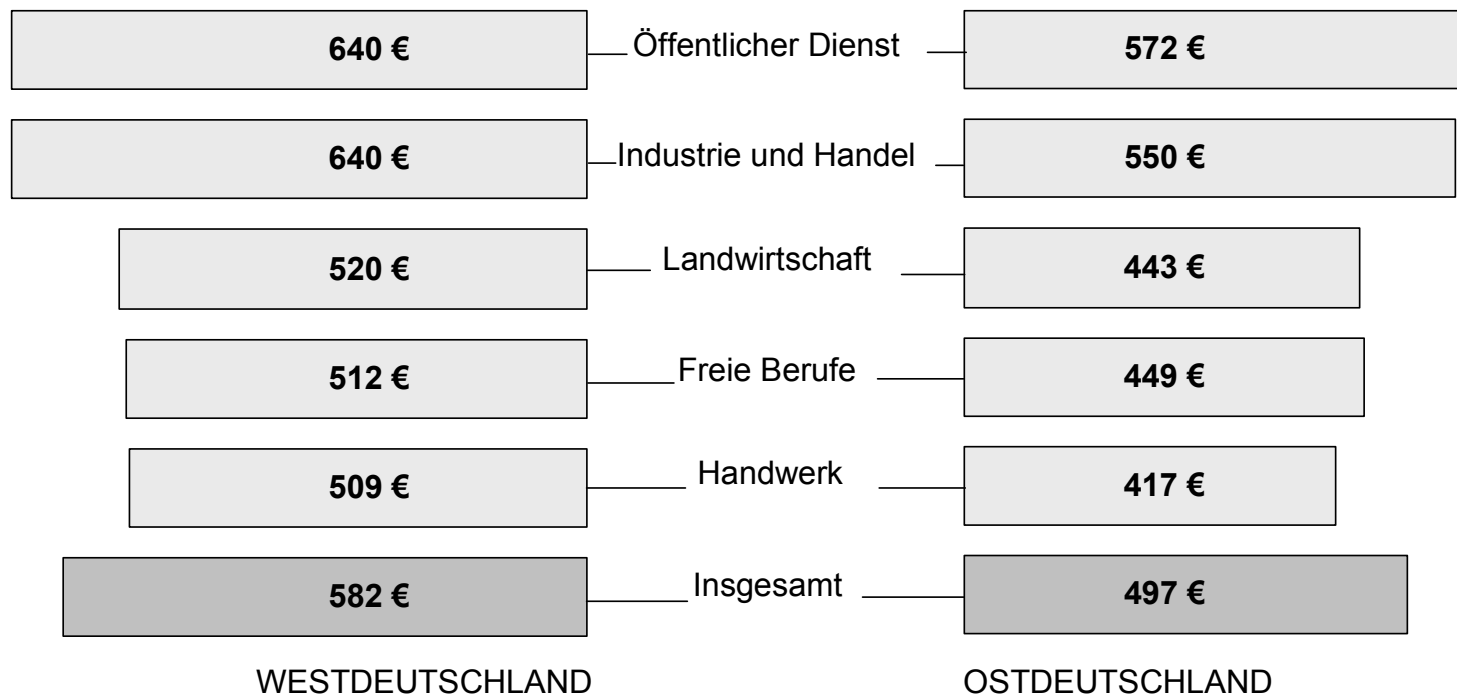 640 € Öffentlicher Dienst 572 €
640 € Industrie und Handel 550 €
520 € Landwirtschaft 443 €
512 € Freie Berufe 449 €
509 € Handwerk 417 €
582 € Insgesamt 497 €
WESTDEUTSCHLAND OSTDEUTSCHLAND